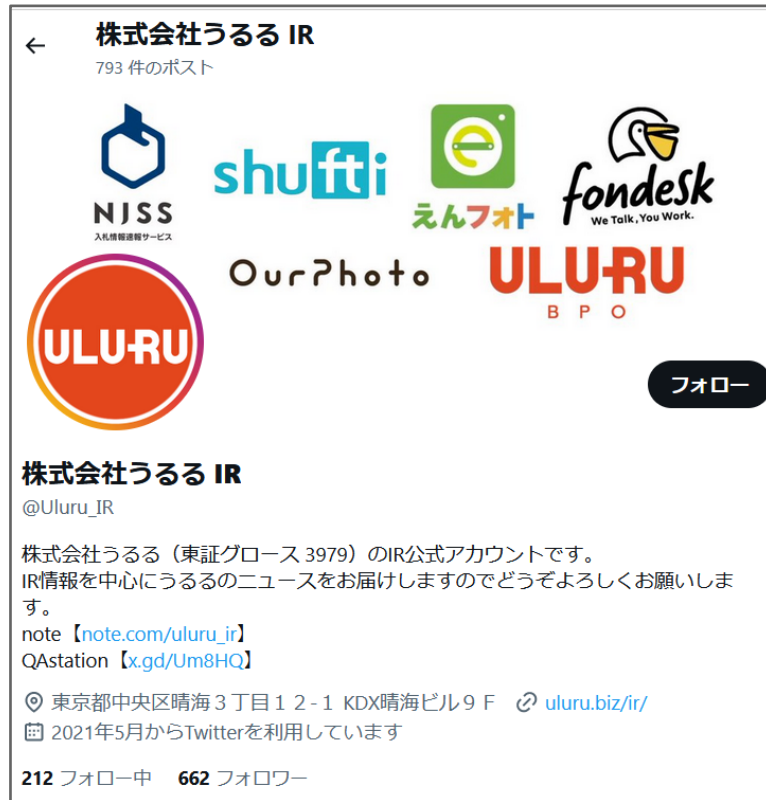 株式会社うるる IR
793 件のポスト
NJSS
入札情報速報サービス
shufti
えんフォト
fondesk
We Talk, You Work.
OurPhoto
ULURU
BPO
ULURU
フォロー
株式会社うるる IR
@Uluru_IR
株式会社うるる（東証グロース 3979）のIR公式アカウントです。
IR情報を中心にうるるのニュースをお届けしますのでどうぞよろしくお願いしま
す。
note【note.com/uluru_ir】
QAstation【x.gd/Um8HQ】
東京都中央区晴海３丁目１２-１ KDX晴海ビル９Ｆ uluru.biz/ir/
2021年5月からTwitterを利用しています
212 フォロー中 662 フォロワー